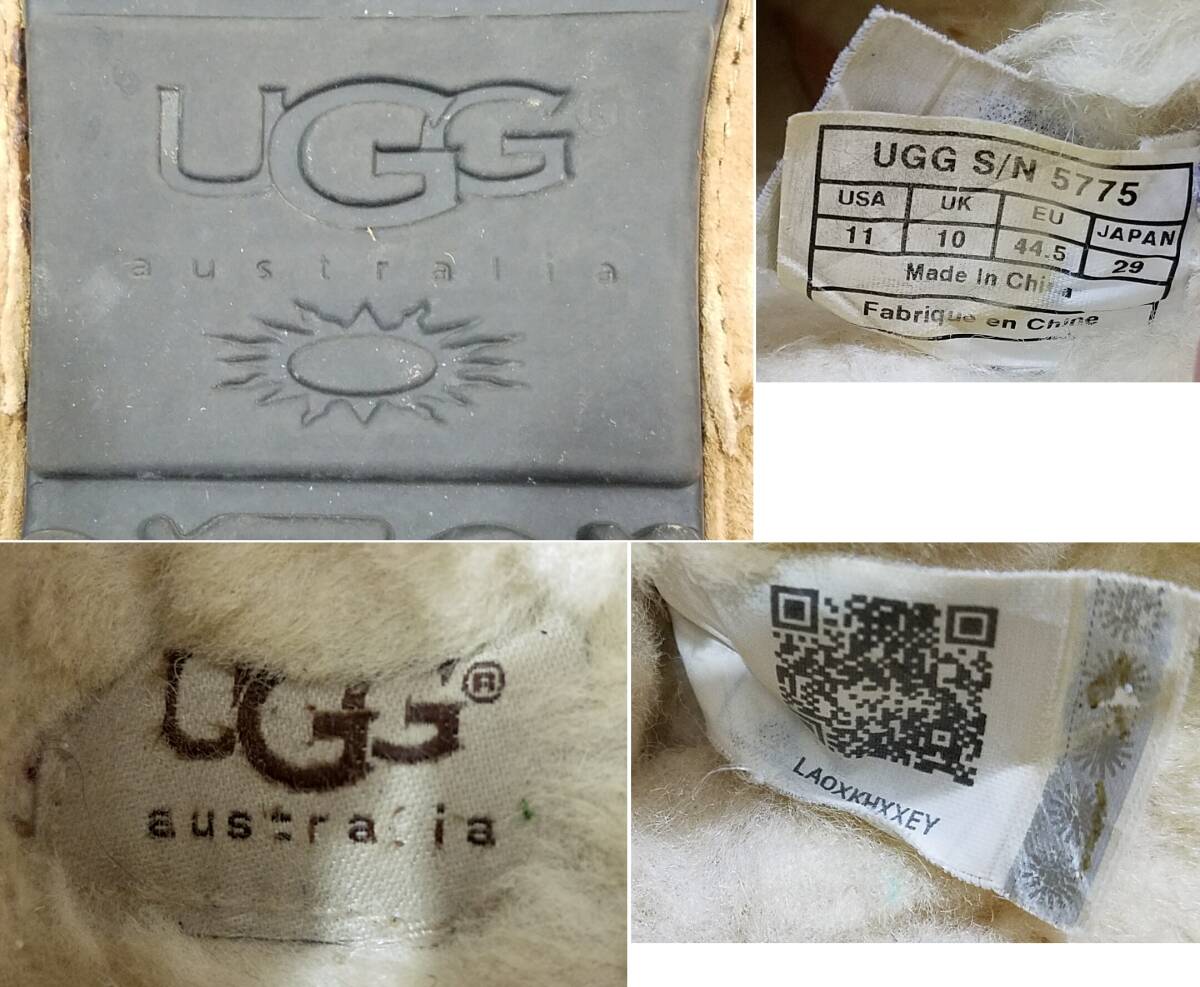 UGG
australia
UGG S/N 5775
USA UK EU JAPAN
11 10 44.5 29
Made In China
Fabrique en Chine
UGG®
australia
LAOXKHXXEY